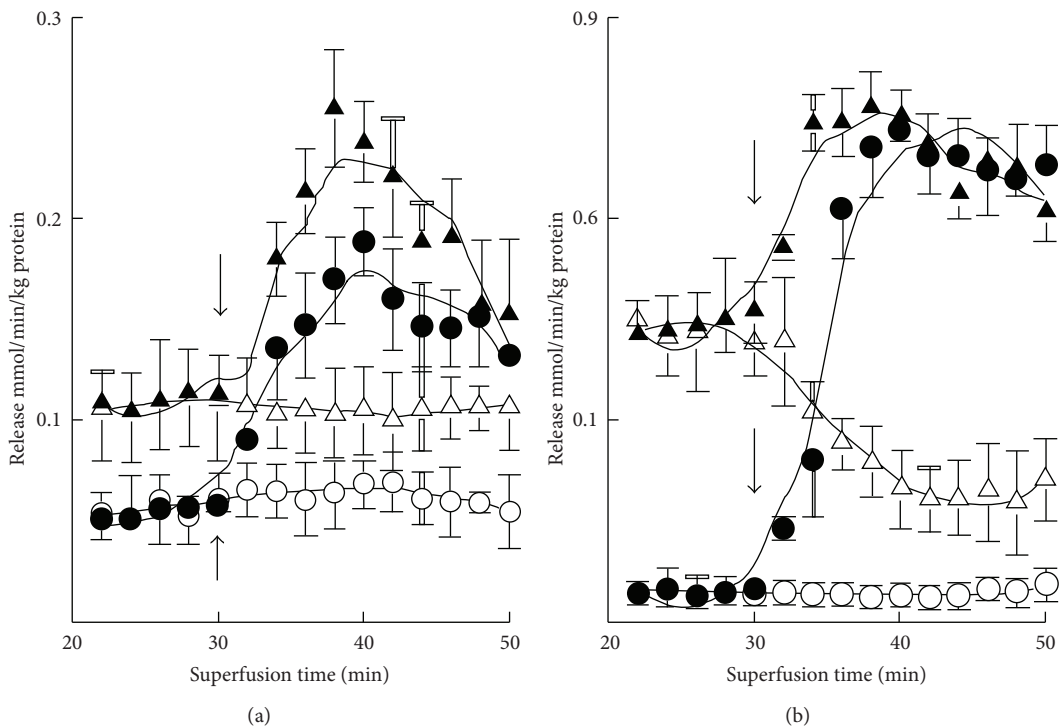 0.3
0.2
0.1
Release mmol/min/kg protein
20
30
40
50
Superfusion time (min)
(a)
0.9
0.6
0.1
Release mmol/min/kg protein
20
30
40
50
Superfusion time (min)
(b)